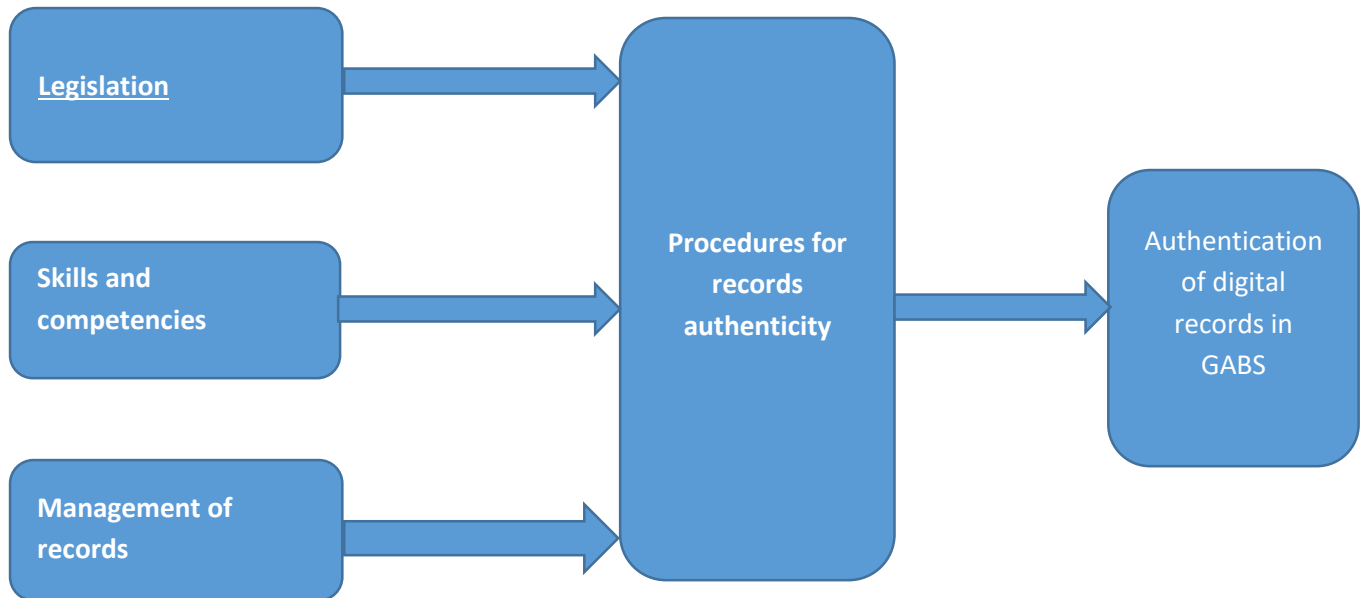 Legislation
Skills and
competencies
Management of
records
Procedures for
records
authenticity
Authentication
of digital
records in
GABS